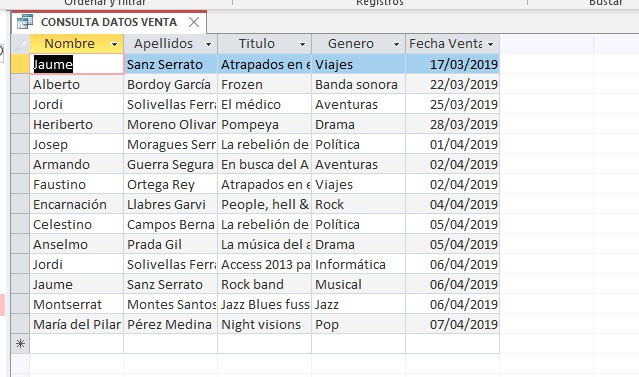 Ordenar y filtrar Registros Buscar
CONSULTA DATOS VENTA
Nombre Apellidos Titulo Genero Fecha Venta
Jaume Sanz Serrato Atrapados en e Viajes 17/03/2019
Alberto Bordoy García Frozen Banda sonora 22/03/2019
Jordi Solivellas Ferra El médico Aventuras 25/03/2019
Heriberto Moreno Olivar Pompeya Drama 28/03/2019
Josep Moragues Serr La rebelión de Política 01/04/2019
Armando Guerra Segura En busca del A Aventuras 02/04/2019
Faustino Ortega Rey Atrapados en e Viajes 02/04/2019
Encarnación Llabres Garvi People, hell & Rock 04/04/2019
Celestino Campos Berna La rebelión de Política 05/04/2019
Anselmo Prada Gil La música del a Drama 05/04/2019
Jordi Solivellas Ferra Access 2013 pa Informática 06/04/2019
Jaume Sanz Serrato Rock band Musical 06/04/2019
Montserrat Montes Santos Jazz Blues fuss Jazz 06/04/2019
María del Pilar Pérez Medina Night visions Pop 07/04/2019